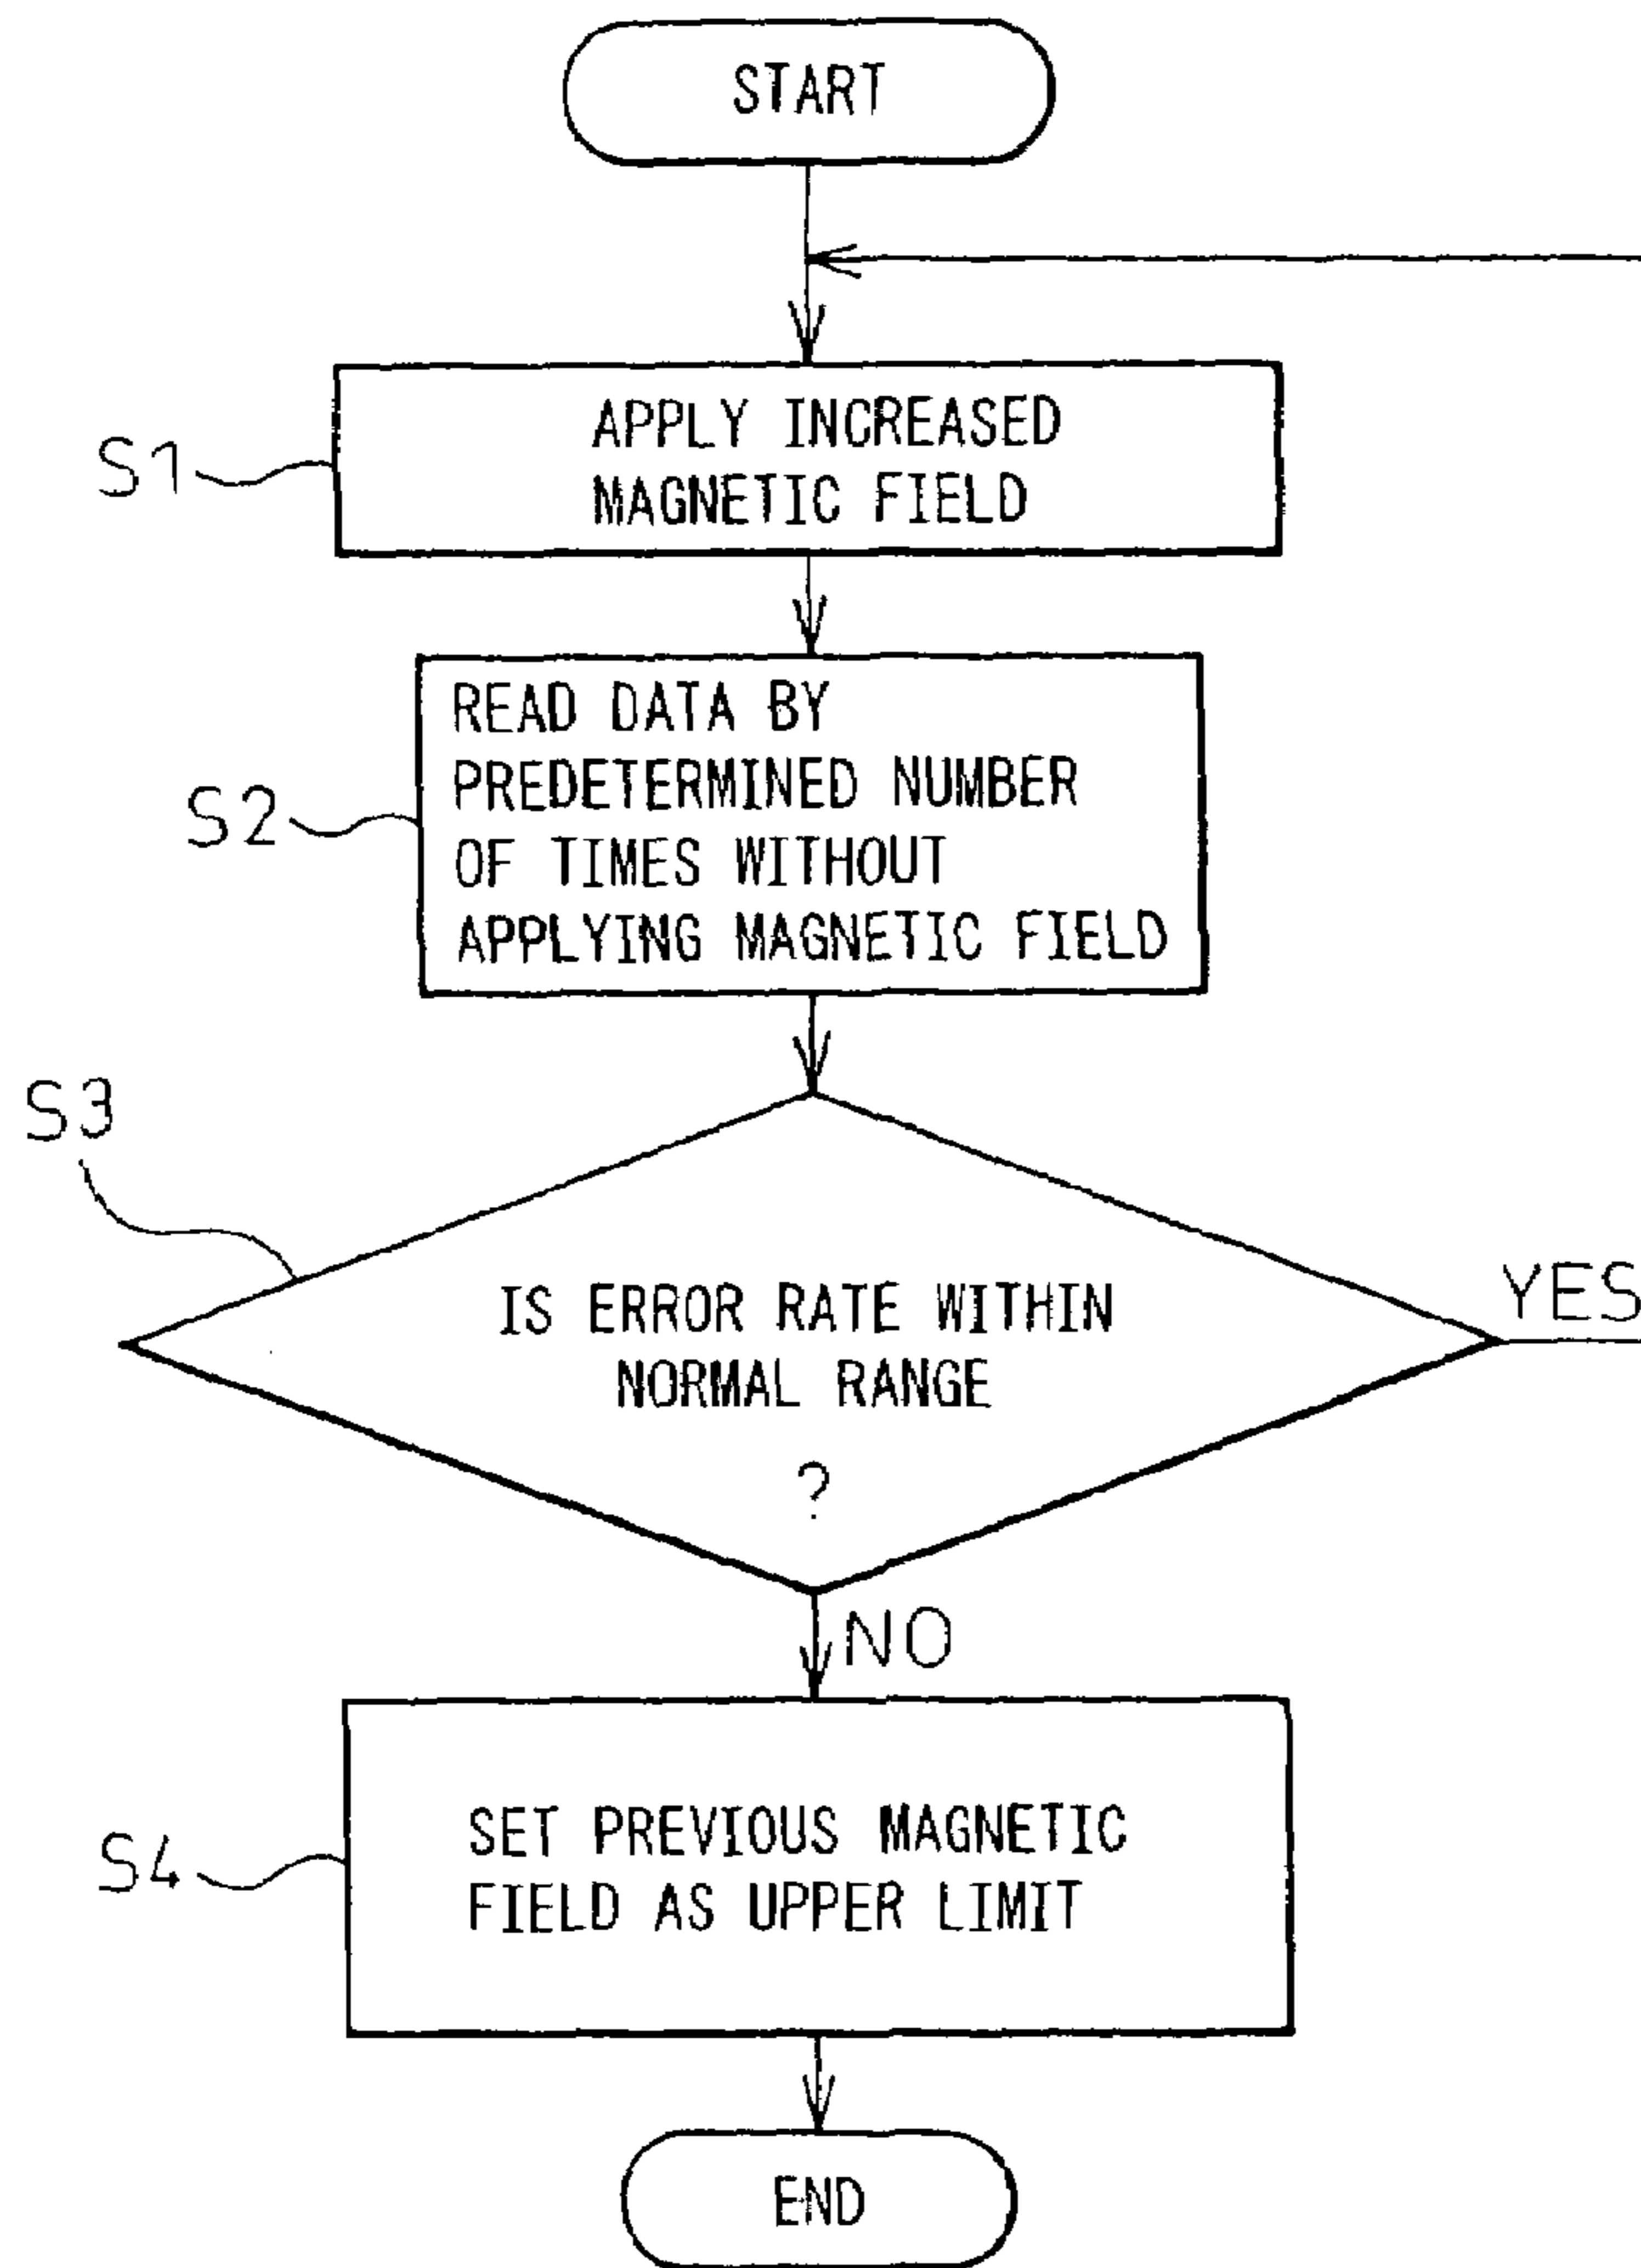 START
S1
APPLY INCREASED
MAGNETIC FIELD
S2
READ DATA BY
PREDETERMINED NUMBER
OF TIMES WITHOUT
APPLYING MAGNETIC FIELD
S3
IS ERROR RATE WITHIN
NORMAL RANGE
?
YES
NO
S4
SET PREVIOUS MAGNETIC
FIELD AS UPPER LIMIT
END